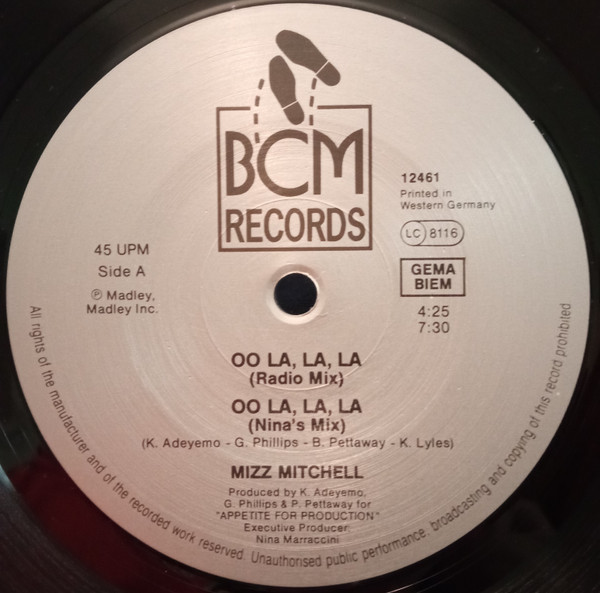 BCM
RECORDS
12461
Printed in
Western Germany
LC 8116
GEMA
BIEM
4:25
7:30
45 UPM
Side A
℗ Madley,
Madley Inc.
OO LA, LA, LA
(Radio Mix)
OO LA, LA, LA
(Nina's Mix)
(K. Adeyemo - G. Phillips - B. Pettaway - K. Lyles)
MIZZ MITCHELL
Produced by K. Adeyemo,
G. Phillips & P. Pettaway for
"APPETITE FOR PRODUCTION"
Executive Producer:
Nina Marraccini
All rights of the manufacturer and of the recorded work reserved. Unauthorised public performance, broadcasting and copying of this record prohibited